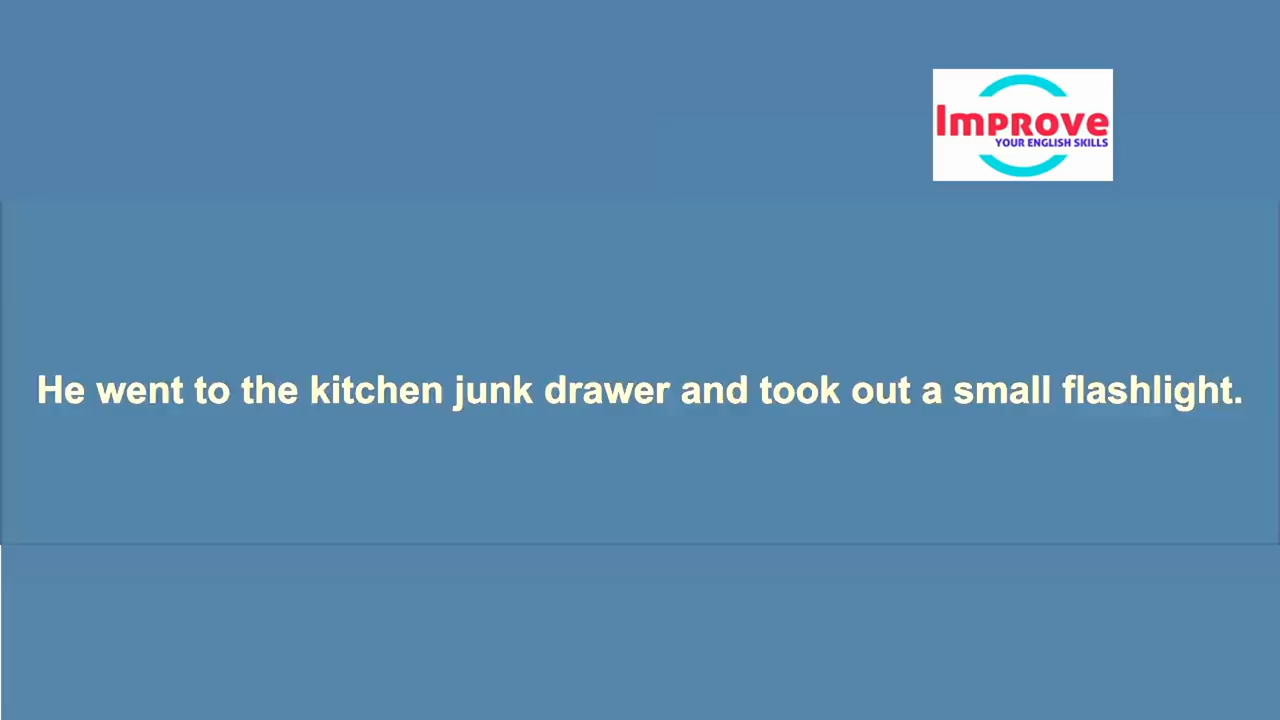 Improve
YOUR ENGLISH SKILLS
He went to the kitchen junk drawer and took out a small flashlight.